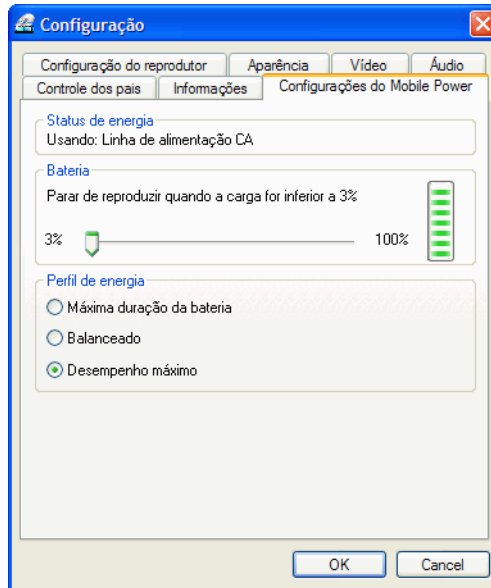 Configuração
Configuração do reprodutor Aparência Vídeo Áudio
Controle dos pais Informações Configurações do Mobile Power
Status de energia
Usando: Linha de alimentação CA
Bateria
Parar de reproduzir quando a carga for inferior a 3%
3% 100%
Perfil de energia
Máxima duração da bateria
Balanceado
Desempenho máximo
OK Cancel